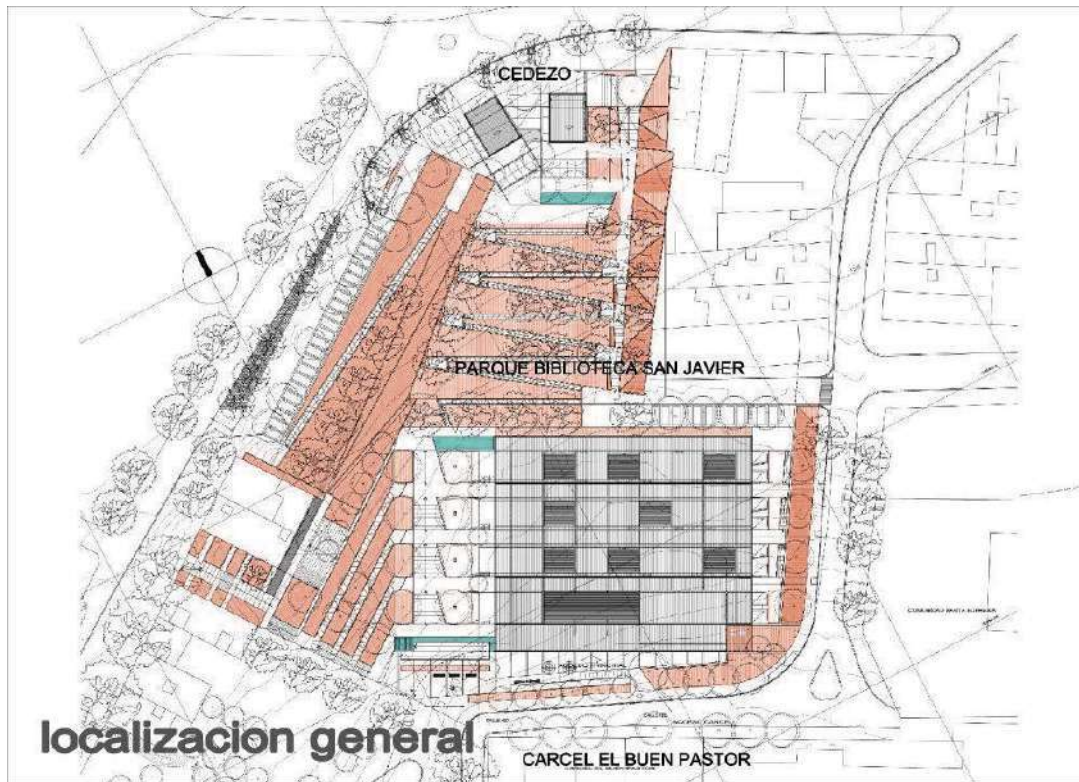 CEDEZO
PARQUE BIBLIOTECA SAN JAVIER
localizacion general
CARCEL EL BUEN PASTOR